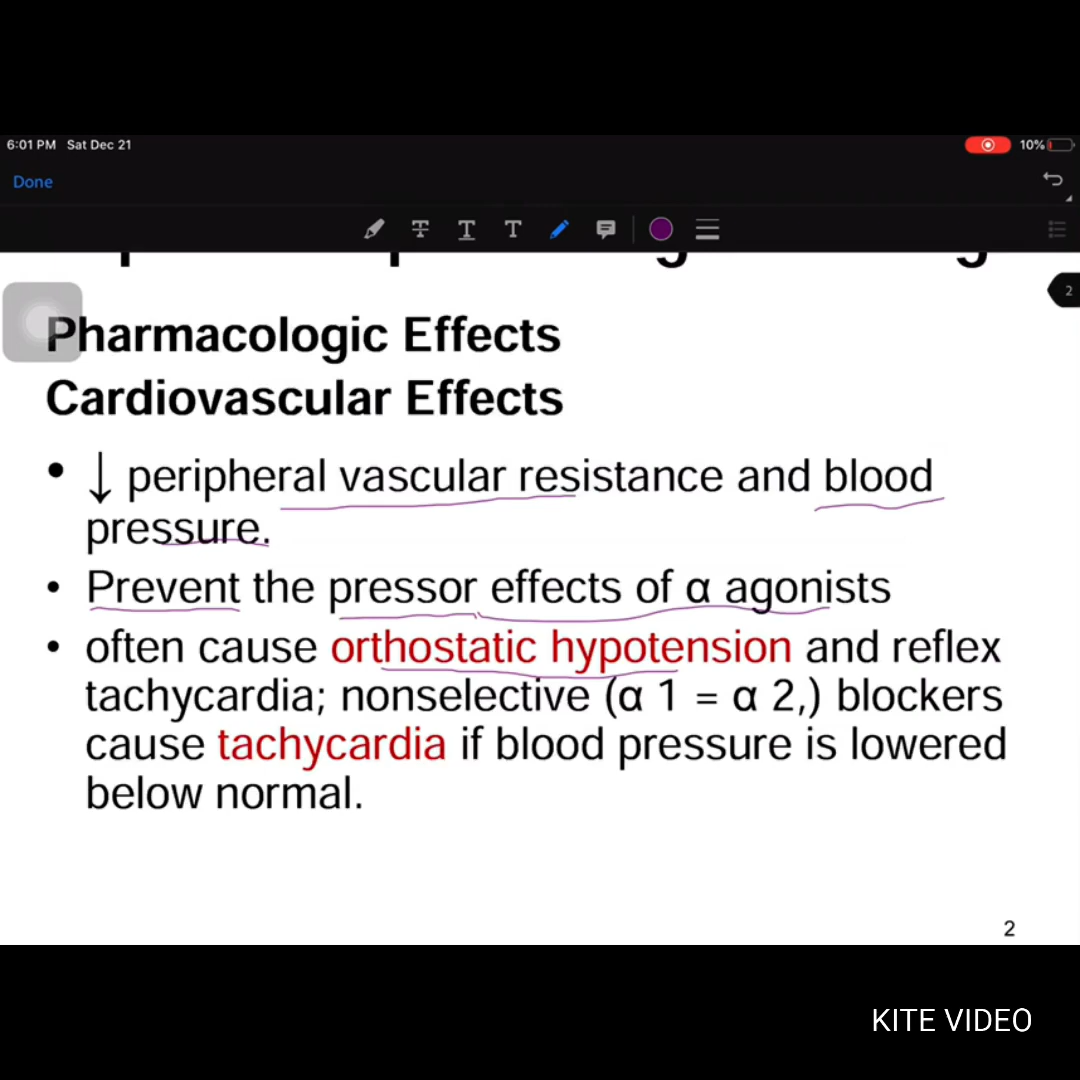 6:01 PM Sat Dec 21
10%
Done
T T T
2
Pharmacologic Effects
Cardiovascular Effects
• ↓ peripheral vascular resistance and blood
pressure.
• Prevent the pressor effects of α agonists
• often cause orthostatic hypotension and reflex
tachycardia; nonselective (α 1 = α 2,) blockers
cause tachycardia if blood pressure is lowered
below normal.
2
KITE VIDEO